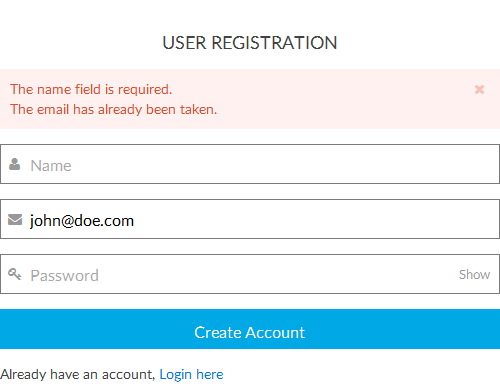 USER REGISTRATION
The name field is required.
The email has already been taken.
Name
john@doe.com
Password Show
Create Account
Already have an account, Login here